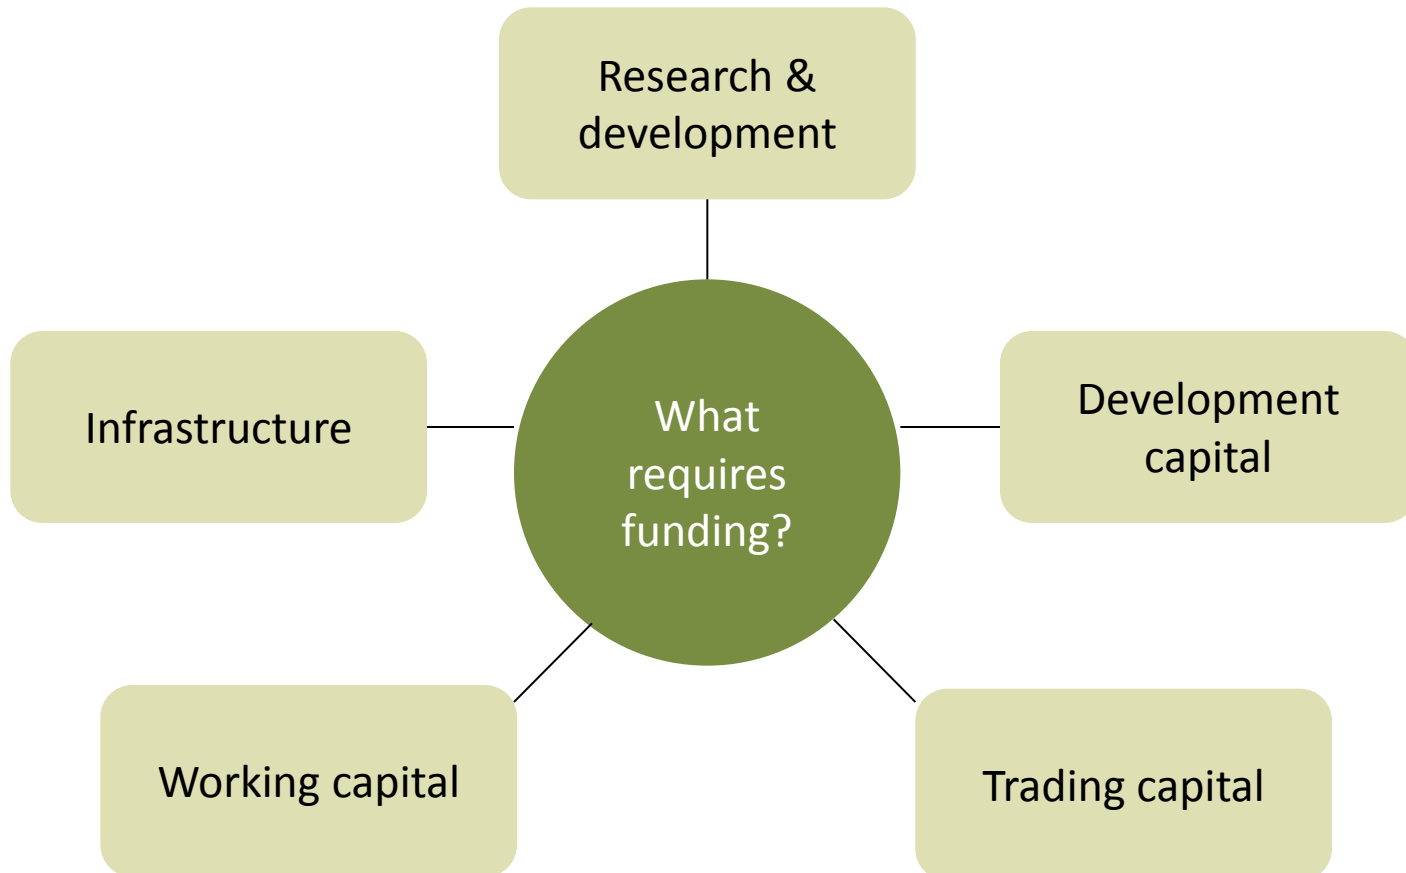 Research &
development
Infrastructure
What
requires
funding?
Development
capital
Working capital
Trading capital